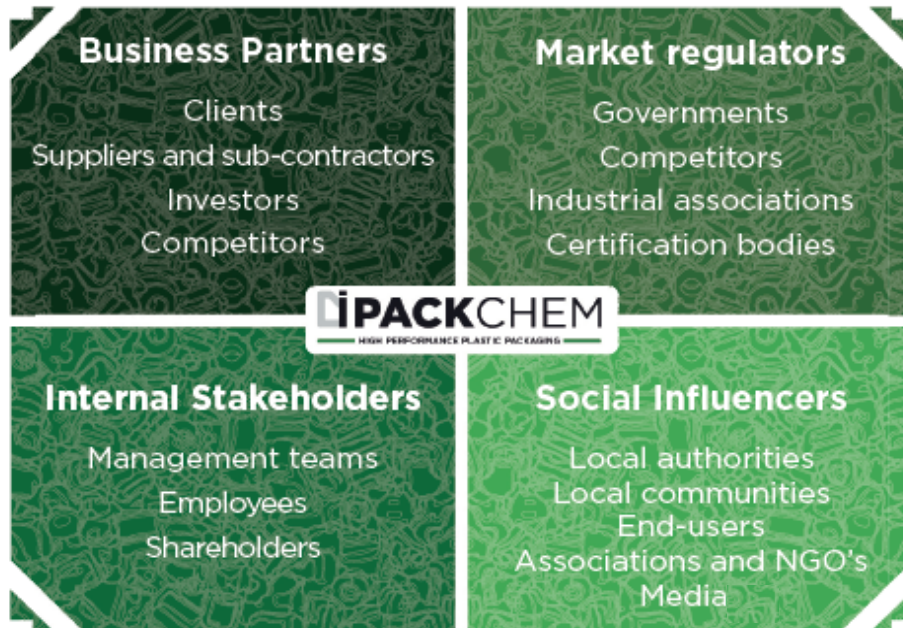 Business Partners
Clients
Suppliers and sub-contractors
Investors
Competitors
Market regulators
Governments
Competitors
Industrial associations
Certification bodies
iPACKCHEM
HIGH PERFORMANCE PLASTIC PACKAGING
Internal Stakeholders
Management teams
Employees
Shareholders
Social Influencers
Local authorities
Local communities
End-users
Associations and NGO's
Media